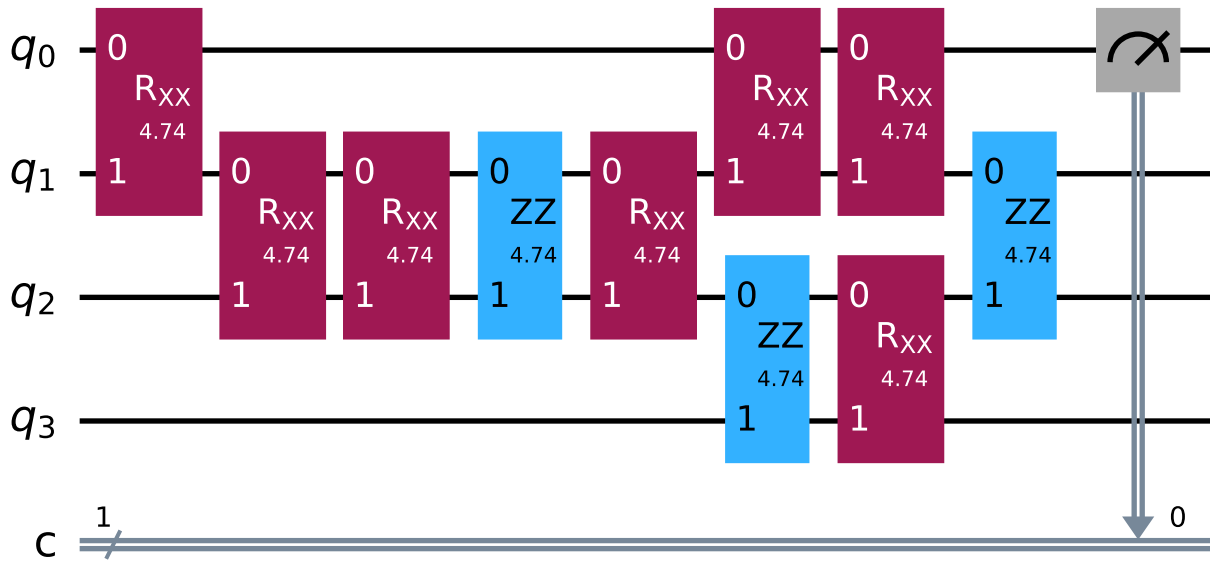 q0 0 0 0
RXX RXX RXX
4.74 4.74 4.74
q1 1 0 0 0 0 1 1 0
RXX RXX ZZ RXX ZZ
4.74 4.74 4.74 4.74 4.74
q2 1 1 1 1 0 0 1
ZZ RXX
4.74 4.74
q3 1 1
1 0
c